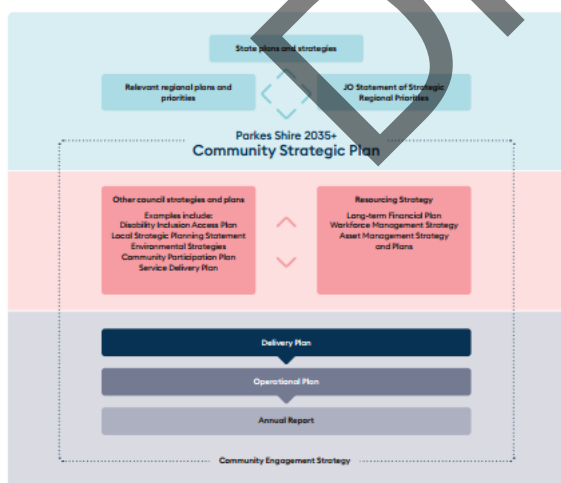 State plans and strategies
Relevant regional plans and
priorities
JO Statement of Strategic
Regional Priorities
Parkes Shire 2035+
Community Strategic Plan
Other council strategies and plans
Examples include:
Disability Inclusion Access Plan
Local Strategic Planning Statement
Environmental Strategies
Community Participation Plan
Service Delivery Plan
Resourcing Strategy
Long-term Financial Plan
Workforce Management Strategy
Asset Management Strategy
and Plans
Delivery Plan
Operational Plan
Annual Report
Community Engagement Strategy